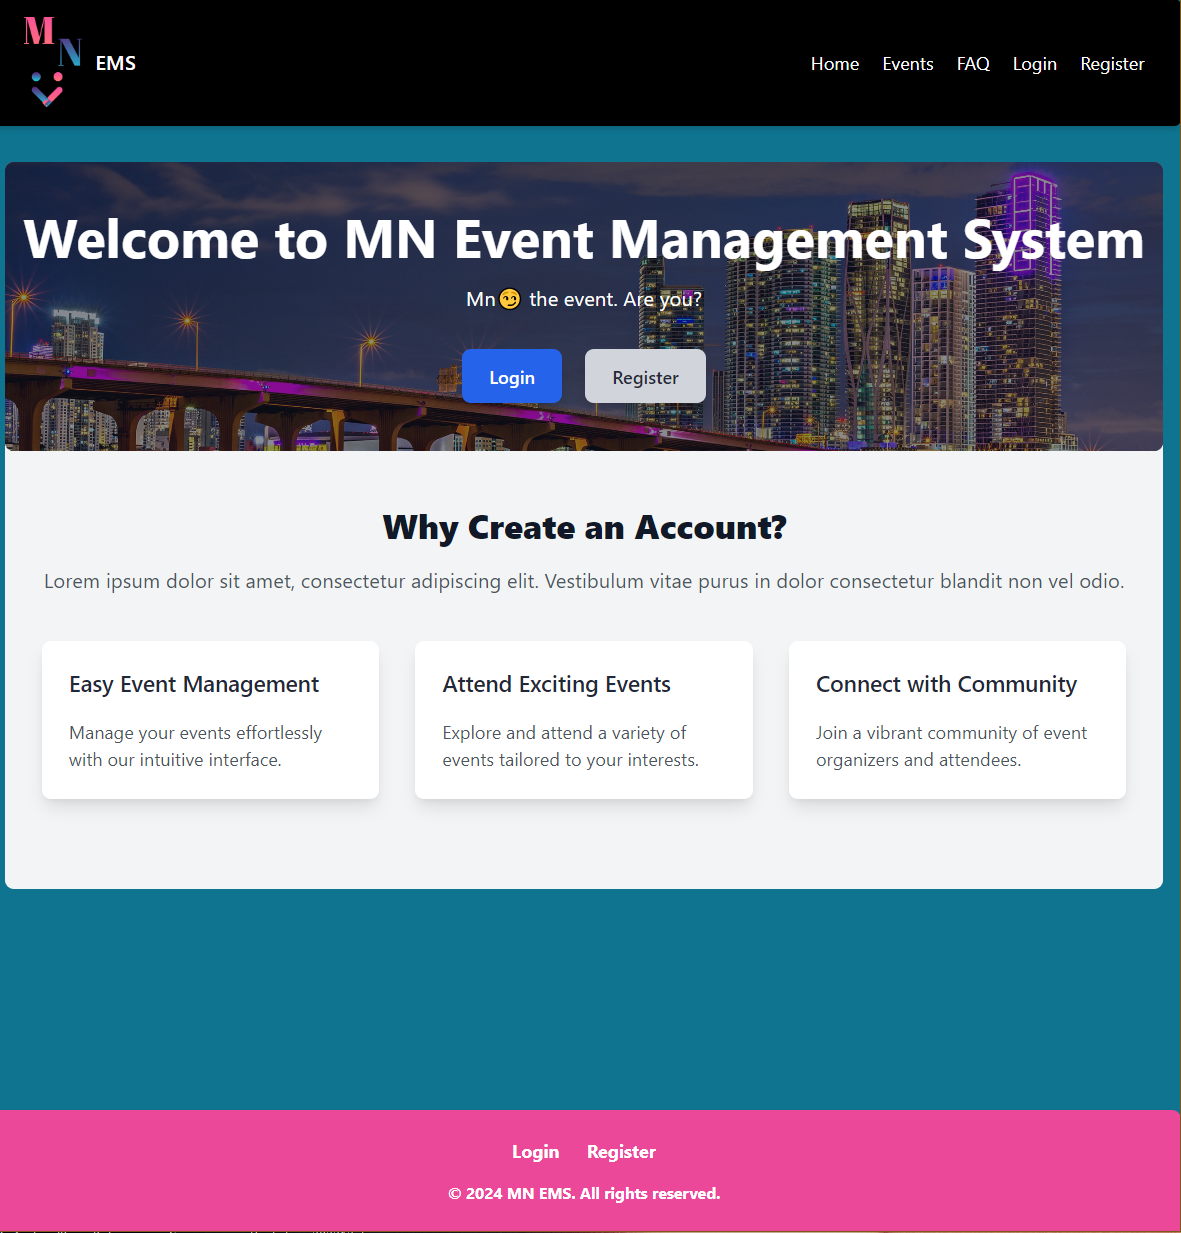 M
N
EMS
Home Events FAQ Login Register
Welcome to MN Event Management System
Mn😏 the event. Are you?
Login Register
Why Create an Account?
Lorem ipsum dolor sit amet, consectetur adipiscing elit. Vestibulum vitae purus in dolor consectetur blandit non vel odio.
Easy Event Management
Manage your events effortlessly
with our intuitive interface.
Attend Exciting Events
Explore and attend a variety of
events tailored to your interests.
Connect with Community
Join a vibrant community of event
organizers and attendees.
Login Register
© 2024 MN EMS. All rights reserved.